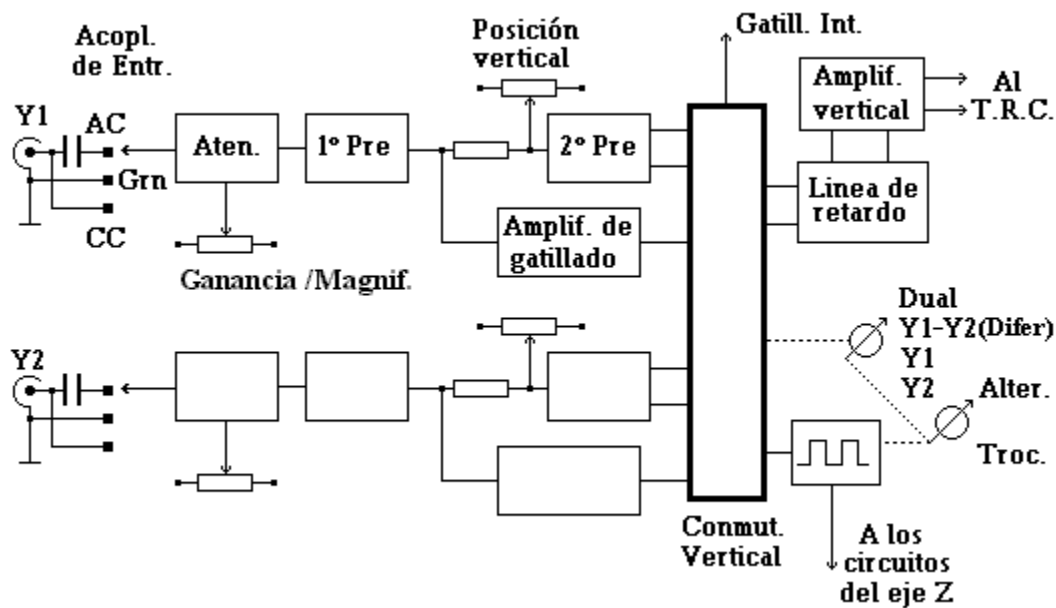 Acopl.
de Entr.
Posición
vertical
Gatill. Int.
Amplif.
vertical
Al
T.R.C.
Y1
AC
Grn
CC
Aten.
1º Pre
2º Pre
Linea de
retardo
Amplif. de
gatillado
Ganancia /Magnif.
Dual
Y1-Y2(Difer)
Y1
Y2
Alter.
Troc.
Y2
Conmut.
Vertical
A los
circuitos
del eje Z